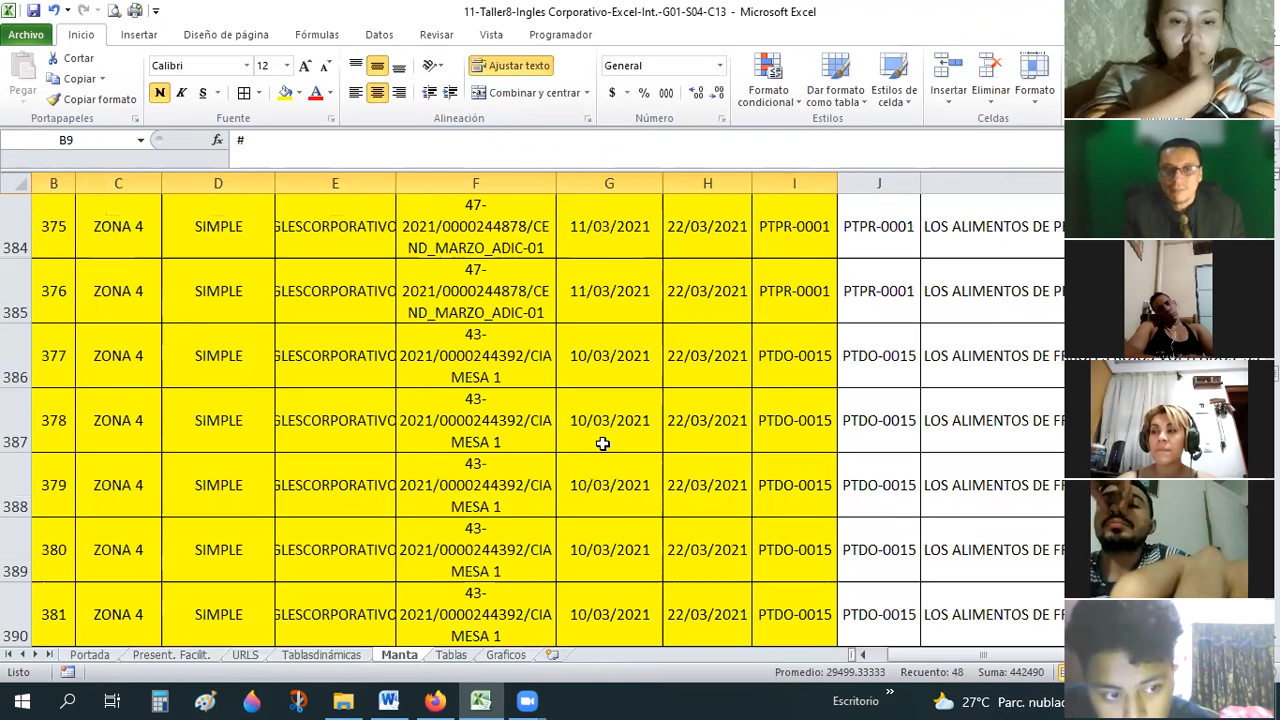 11-Taller8-Ingles Corporativo-Excel-Int.-G01-S04-C13 - Microsoft Excel
Archivo Inicio Insertar Diseño de página Fórmulas Datos Revisar Vista Programador
Pegar
Cortar
Copiar
Copiar formato
Portapapeles
Calibri 12
N K S
Fuente
Ajustar texto
Combinar y centrar
Alineación
General
$ % 000
Número
Formato condicional
Dar formato como tabla
Estilos de celda
Estilos
Insertar Eliminar Formato
Celdas
B9 fx #
B C D E F G H I J
384 375 ZONA 4 SIMPLE GLESCORPORATIVO 47-2021/0000244878/CEND_MARZO_ADIC-01 11/03/2021 22/03/2021 PTPR-0001 PTPR-0001 LOS ALIMENTOS DE
385 376 ZONA 4 SIMPLE GLESCORPORATIVO 47-2021/0000244878/CEND_MARZO_ADIC-01 11/03/2021 22/03/2021 PTPR-0001 PTPR-0001 LOS ALIMENTOS DE
386 377 ZONA 4 SIMPLE GLESCORPORATIVO 43-2021/0000244392/CIA MESA 1 10/03/2021 22/03/2021 PTDO-0015 PTDO-0015 LOS ALIMENTOS DE
387 378 ZONA 4 SIMPLE GLESCORPORATIVO 43-2021/0000244392/CIA MESA 1 10/03/2021 22/03/2021 PTDO-0015 PTDO-0015 LOS ALIMENTOS DE
388 379 ZONA 4 SIMPLE GLESCORPORATIVO 43-2021/0000244392/CIA MESA 1 10/03/2021 22/03/2021 PTDO-0015 PTDO-0015 LOS ALIMENTOS DE
389 380 ZONA 4 SIMPLE GLESCORPORATIVO 43-2021/0000244392/CIA MESA 1 10/03/2021 22/03/2021 PTDO-0015 PTDO-0015 LOS ALIMENTOS DE
390 381 ZONA 4 SIMPLE GLESCORPORATIVO 43-2021/0000244392/CIA MESA 1 10/03/2021 22/03/2021 PTDO-0015 PTDO-0015 LOS ALIMENTOS DE
Portada Present. Facilit. URLS Tablasdinámicas Manta Tablas Graficos
Listo Promedio: 29499.33333 Recuento: 48 Suma: 442490
Escritorio » 27°C Parc. nubla